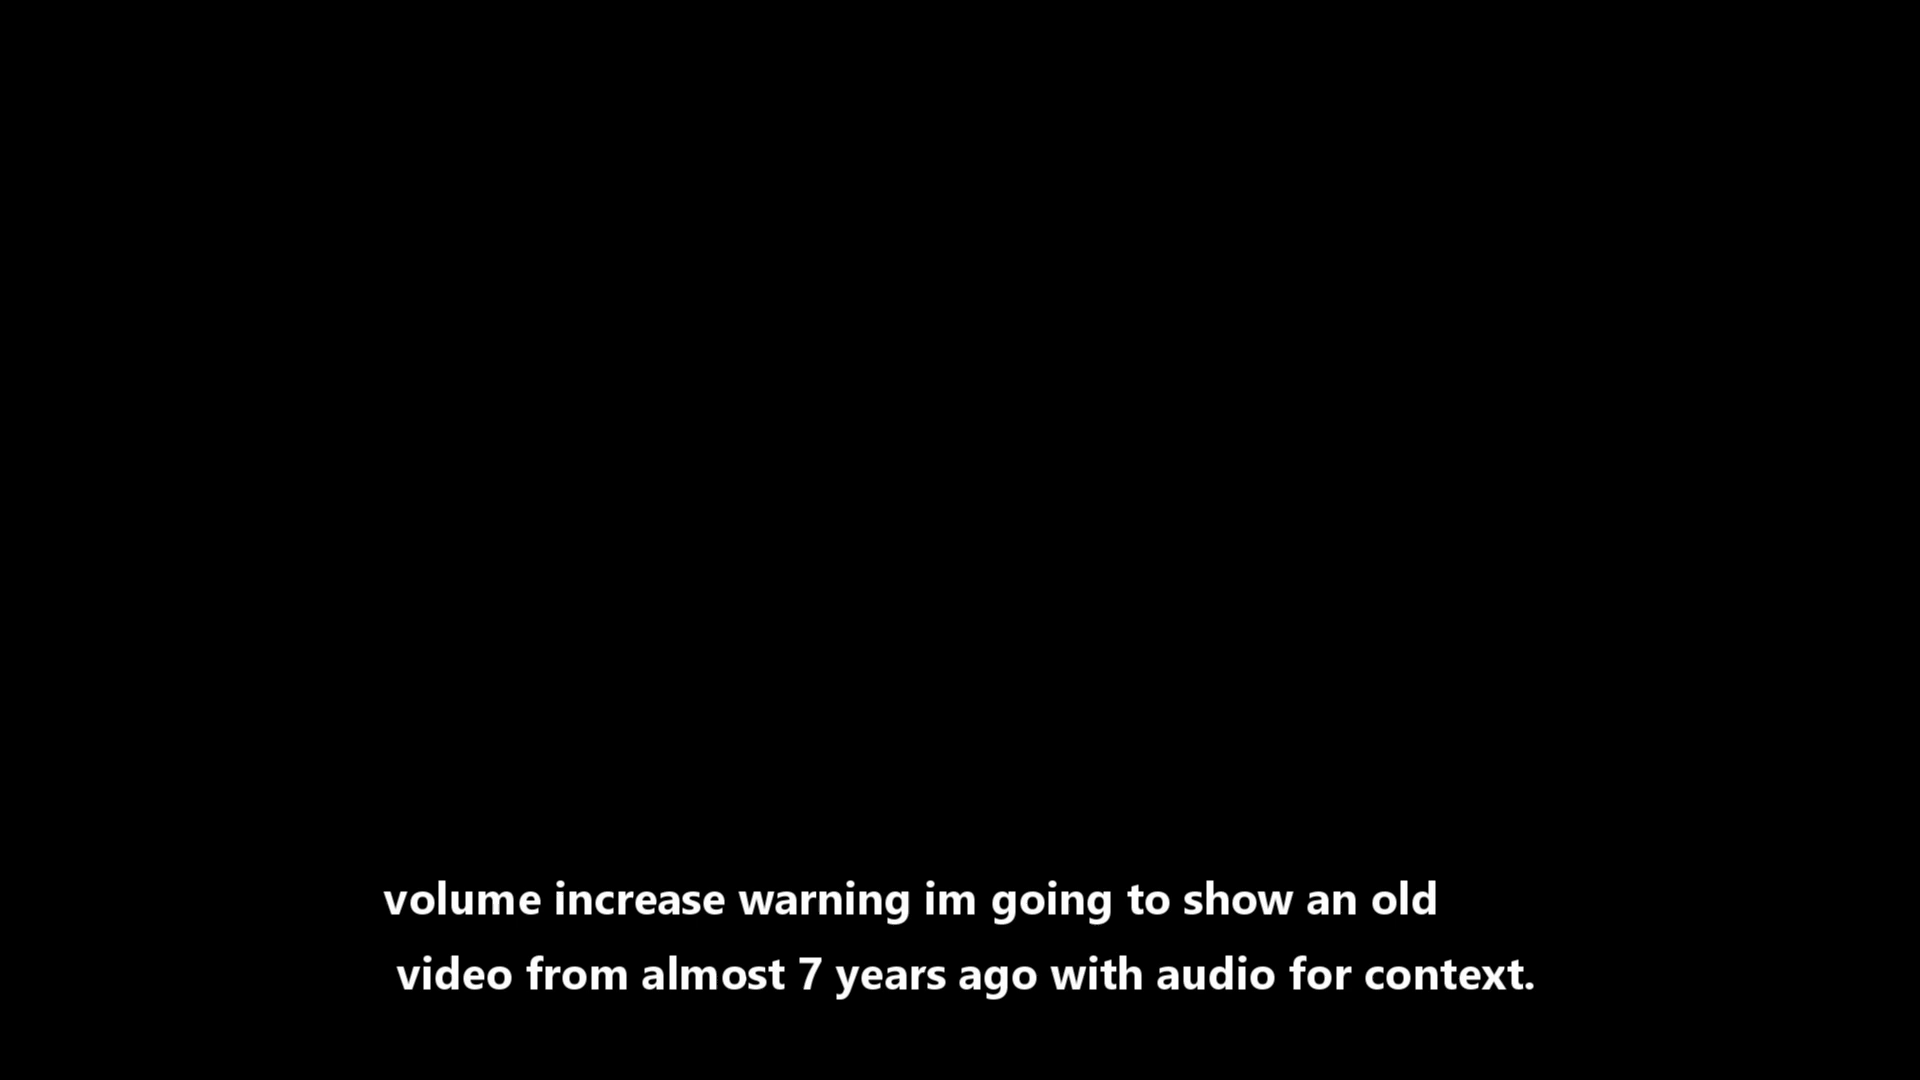 volume increase warning im going to show an old
video from almost 7 years ago with audio for context.